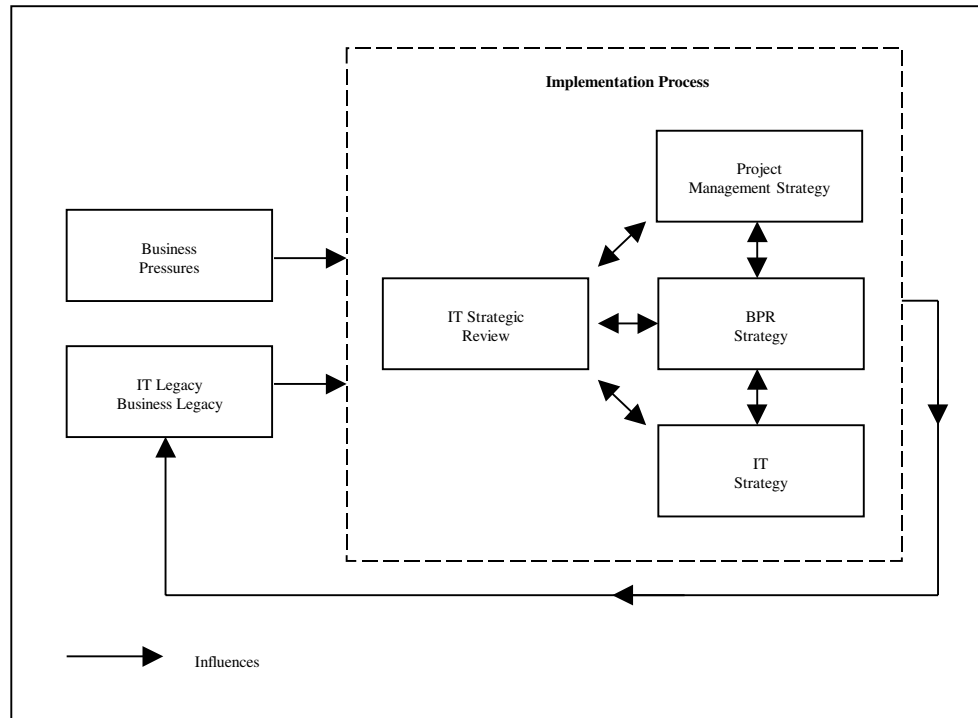 Implementation Process
Project
Management Strategy
Business
Pressures
IT Strategic
Review
BPR
Strategy
IT Legacy
Business Legacy
IT
Strategy
Influences